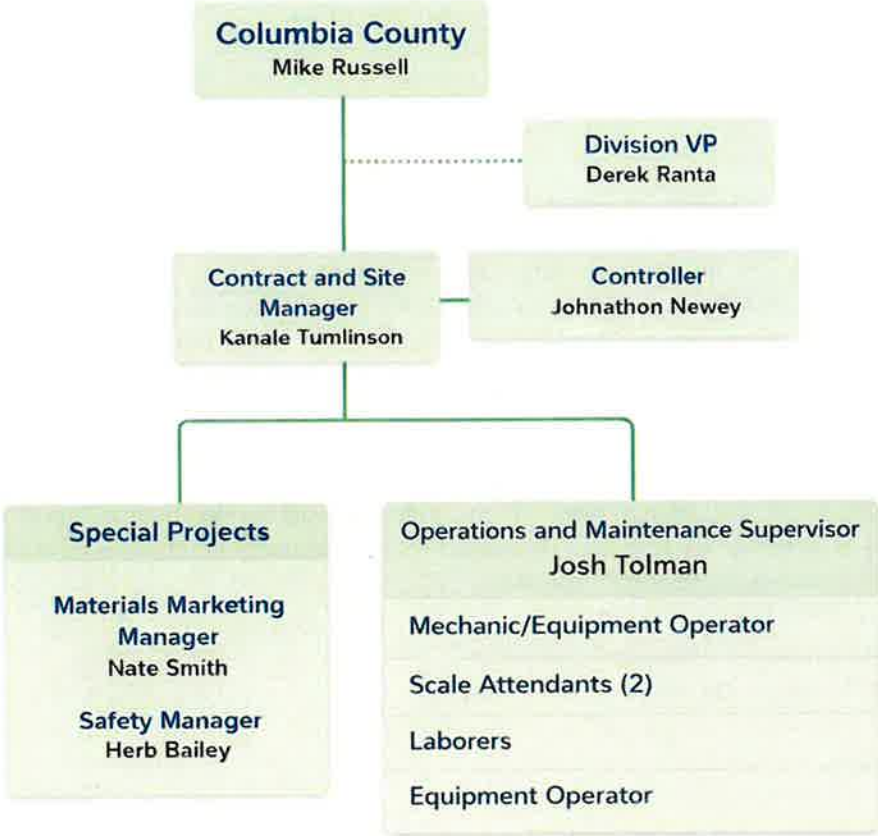 Columbia County
Mike Russell
Division VP
Derek Ranta
Contract and Site
Manager
Kanale Tumlinson
Controller
Johnathon Newey
Special Projects
Materials Marketing
Manager
Nate Smith
Safety Manager
Herb Bailey
Operations and Maintenance Supervisor
Josh Tolman
Mechanic/Equipment Operator
Scale Attendants (2)
Laborers
Equipment Operator